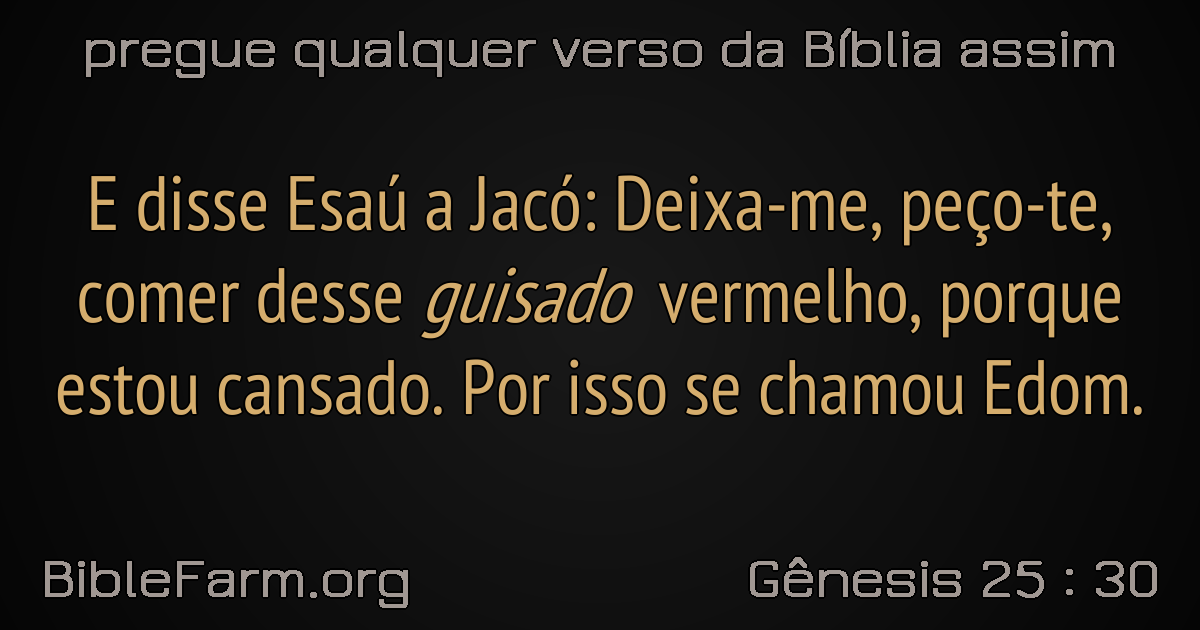 pregue qualquer verso da Bíblia assim
E disse Esaú a Jacó: Deixa-me, peço-te,
comer desse guisado vermelho, porque
estou cansado. Por isso se chamou Edom.
BibleFarm.org
Gênesis 25 : 30